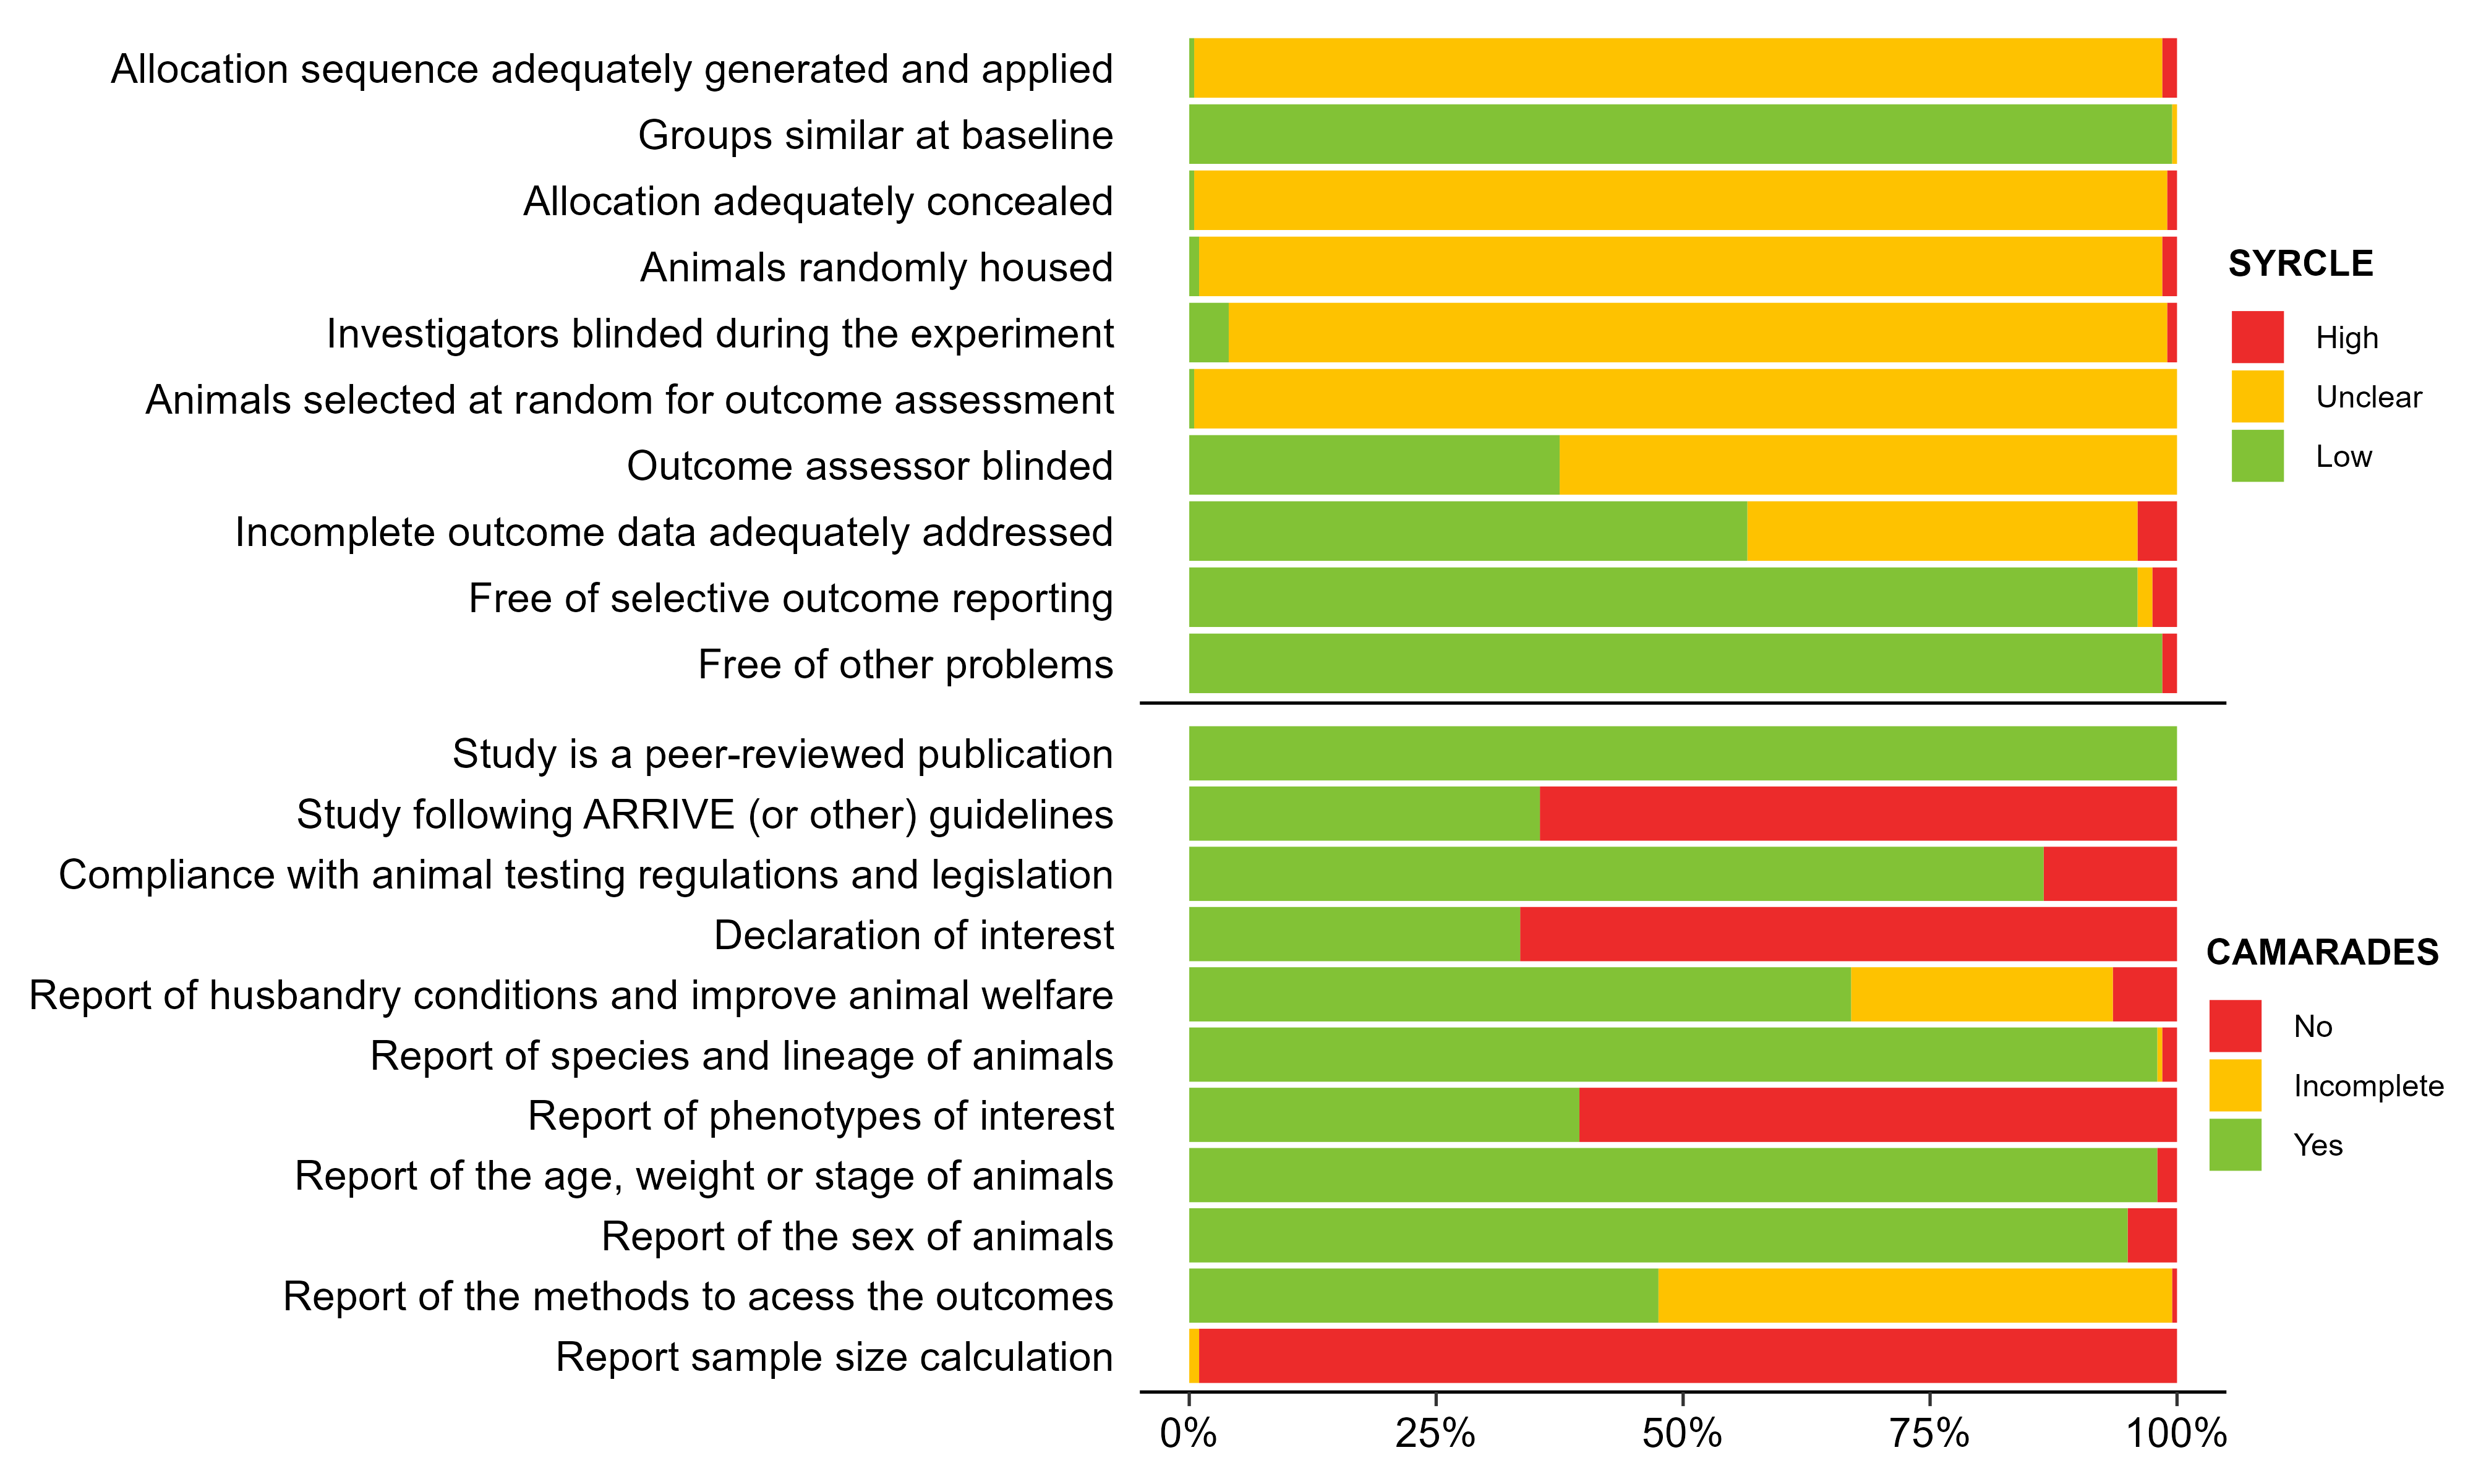 Allocation sequence adequately generated and applied
Groups similar at baseline
Allocation adequately concealed
Animals randomly housed
Investigators blinded during the experiment
Animals selected at random for outcome assessment
Outcome assessor blinded
Incomplete outcome data adequately addressed
Free of selective outcome reporting
Free of other problems
SYRCLE
High
Unclear
Low
Study is a peer-reviewed publication
Study following ARRIVE (or other) guidelines
Compliance with animal testing regulations and legislation
Declaration of interest
Report of husbandry conditions and improve animal welfare
Report of species and lineage of animals
Report of phenotypes of interest
Report of the age, weight or stage of animals
Report of the sex of animals
Report of the methods to acess the outcomes
Report sample size calculation
CAMARADES
No
Incomplete
Yes
0% 25% 50% 75% 100%